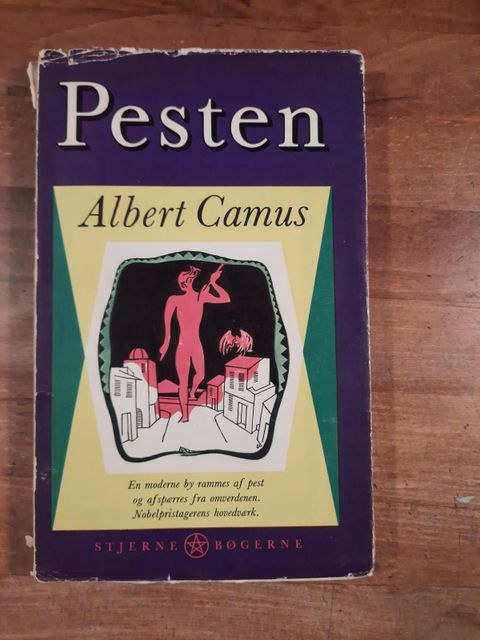 Pesten
Albert Camus
En moderne by rammes af pest
og afspærres fra omverdenen.
Nobelpristagerens hovedværk.
STJERNE BØGERNE